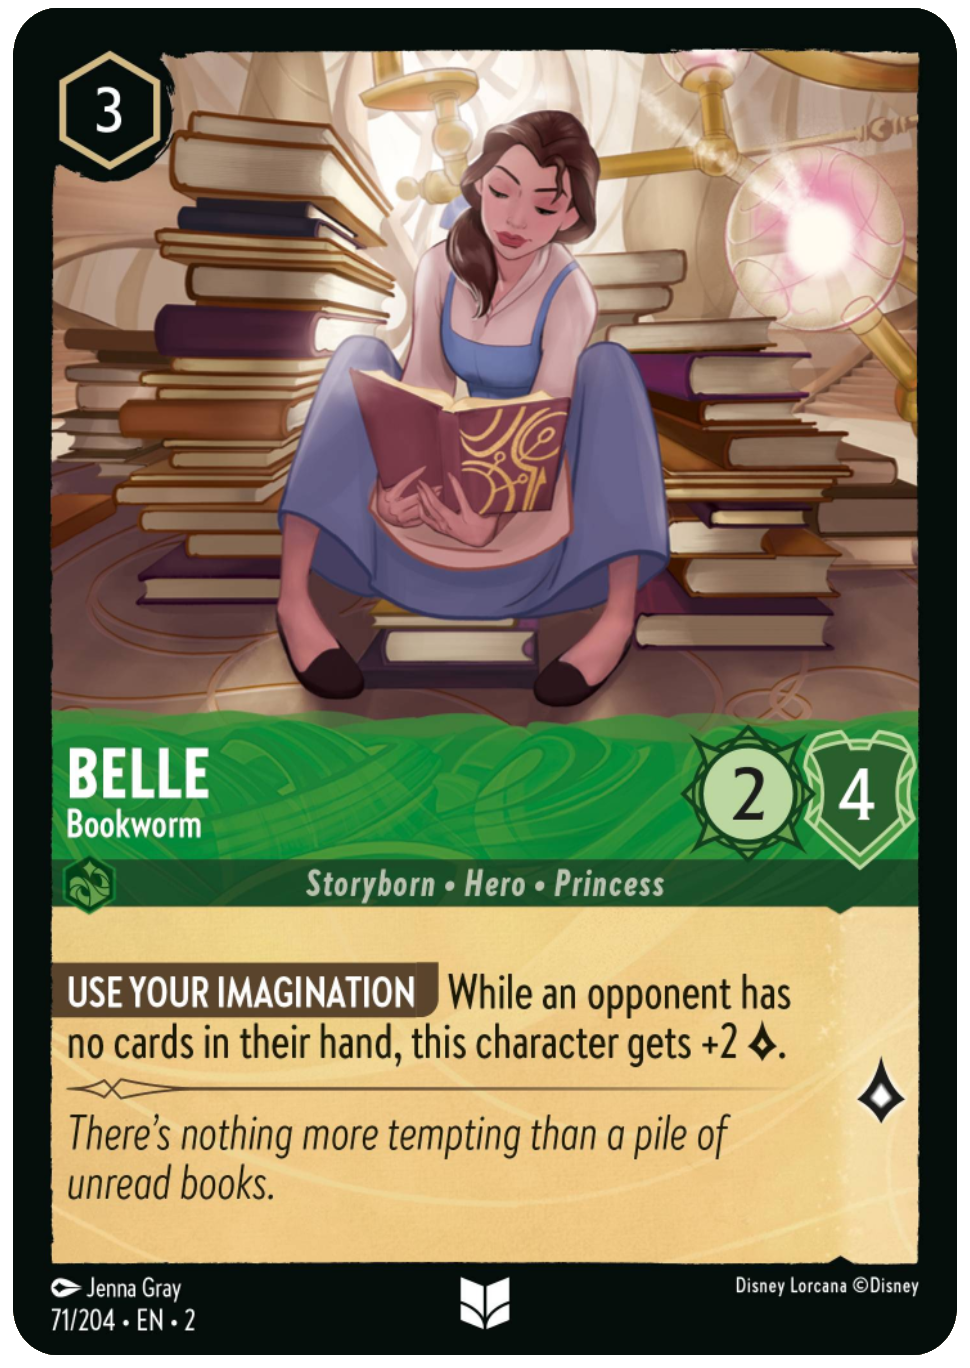 3
BELLE
Bookworm
2
4
Storyborn • Hero • Princess
USE YOUR IMAGINATION While an opponent has
no cards in their hand, this character gets +2 .
There's nothing more tempting than a pile of
unread books.
Jenna Gray
71/204 • EN • 2
Disney Lorcana ©Disney